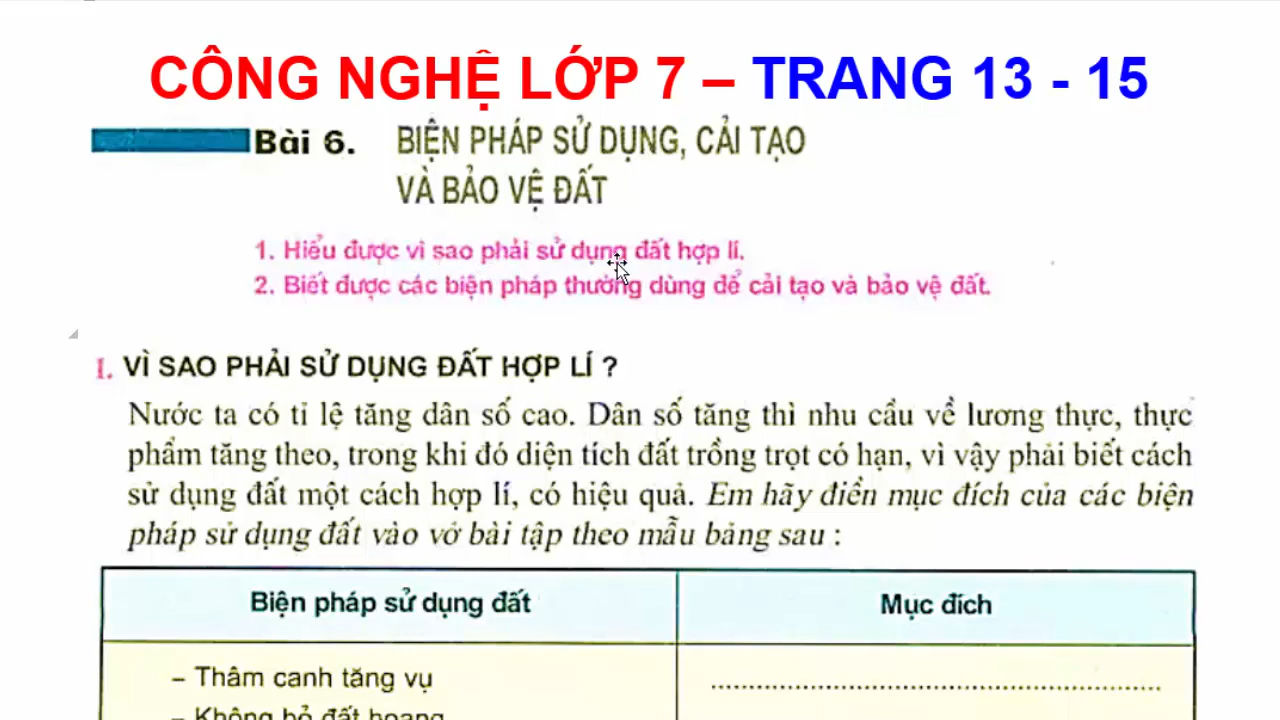 CÔNG NGHỆ LỚP 7 – TRANG 13 - 15
Bài 6. BIỆN PHÁP SỬ DỤNG, CẢI TẠO
VÀ BẢO VỆ ĐẤT
1. Hiểu được vì sao phải sử dụng đất hợp lí.
2. Biết được các biện pháp thường dùng để cải tạo và bảo vệ đất.
I. VÌ SAO PHẢI SỬ DỤNG ĐẤT HỢP LÍ ?
Nước ta có tỉ lệ tăng dân số cao. Dân số tăng thì nhu cầu về lương thực, thực
phẩm tăng theo, trong khi đó diện tích đất trồng trọt có hạn, vì vậy phải biết cách
sử dụng đất một cách hợp lí, có hiệu quả. Em hãy điền mục đích của các biện
pháp sử dụng đất vào vở bài tập theo mẫu bảng sau :
Biện pháp sử dụng đất Mục đích
– Thâm canh tăng vụ ................................................
– Không bỏ đất hoang